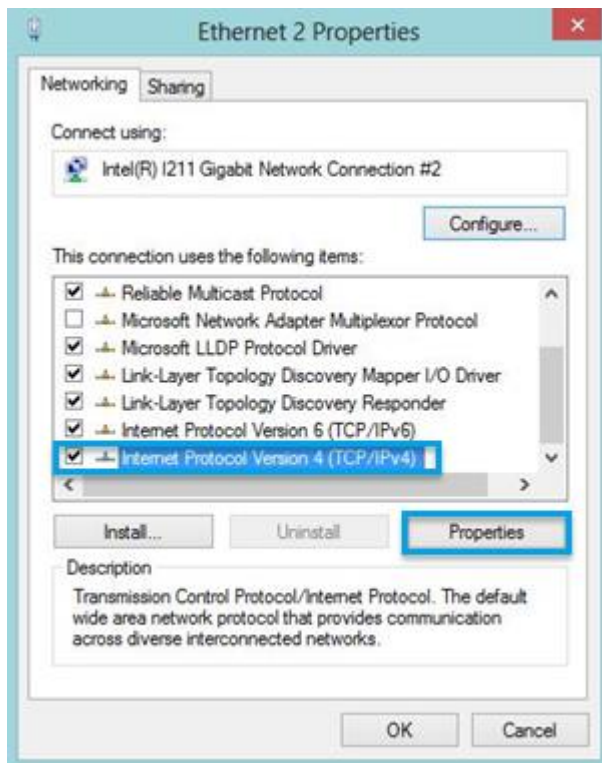 Ethernet 2 Properties
Networking Sharing
Connect using:
Intel(R) I211 Gigabit Network Connection #2
Configure...
This connection uses the following items:
Reliable Multicast Protocol
Microsoft Network Adapter Multiplexor Protocol
Microsoft LLDP Protocol Driver
Link-Layer Topology Discovery Mapper I/O Driver
Link-Layer Topology Discovery Responder
Internet Protocol Version 6 (TCP/IPv6)
Internet Protocol Version 4 (TCP/IPv4)
Install... Uninstall Properties
Description
Transmission Control Protocol/Internet Protocol. The default
wide area network protocol that provides communication
across diverse interconnected networks.
OK Cancel